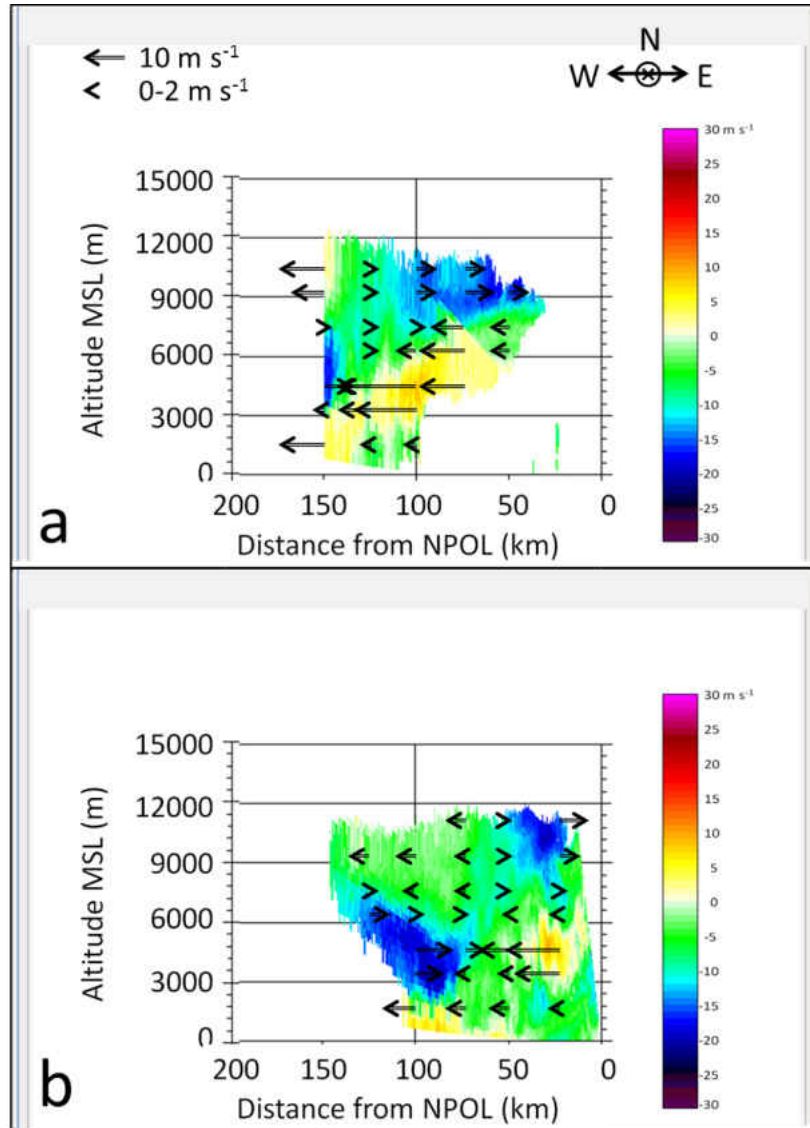 10 m s⁻¹
0-2 m s⁻¹
N
W E
30 m s⁻¹
25
20
15
10
5
0
-5
-10
-15
-20
-25
-30
15000
12000
9000
6000
3000
0
Altitude MSL (m)
200 150 100 50 0
Distance from NPOL (km)
a
30 m s⁻¹
25
20
15
10
5
0
-5
-10
-15
-20
-25
-30
15000
12000
9000
6000
3000
0
Altitude MSL (m)
200 150 100 50 0
Distance from NPOL (km)
b